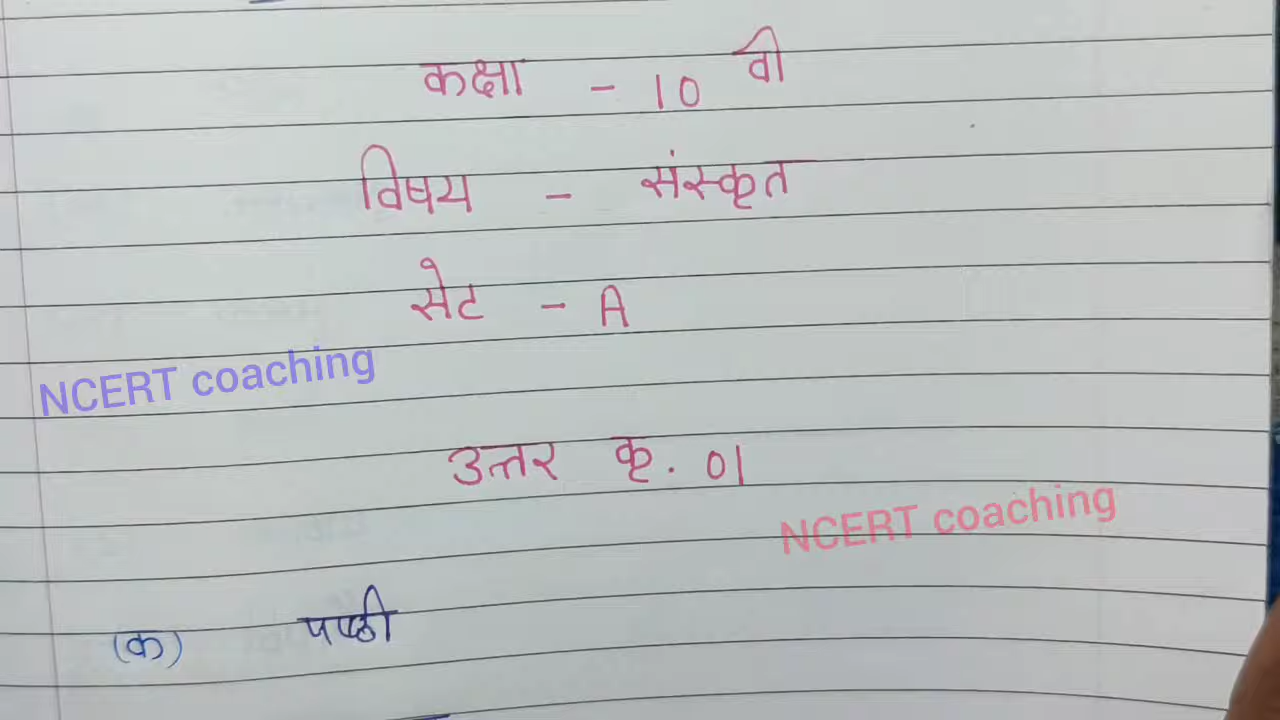 कक्षा - 10 वी
विषय - संस्कृत
सेट - A
NCERT coaching
उत्तर कृ. 01
NCERT coaching
(क) षष्ठी